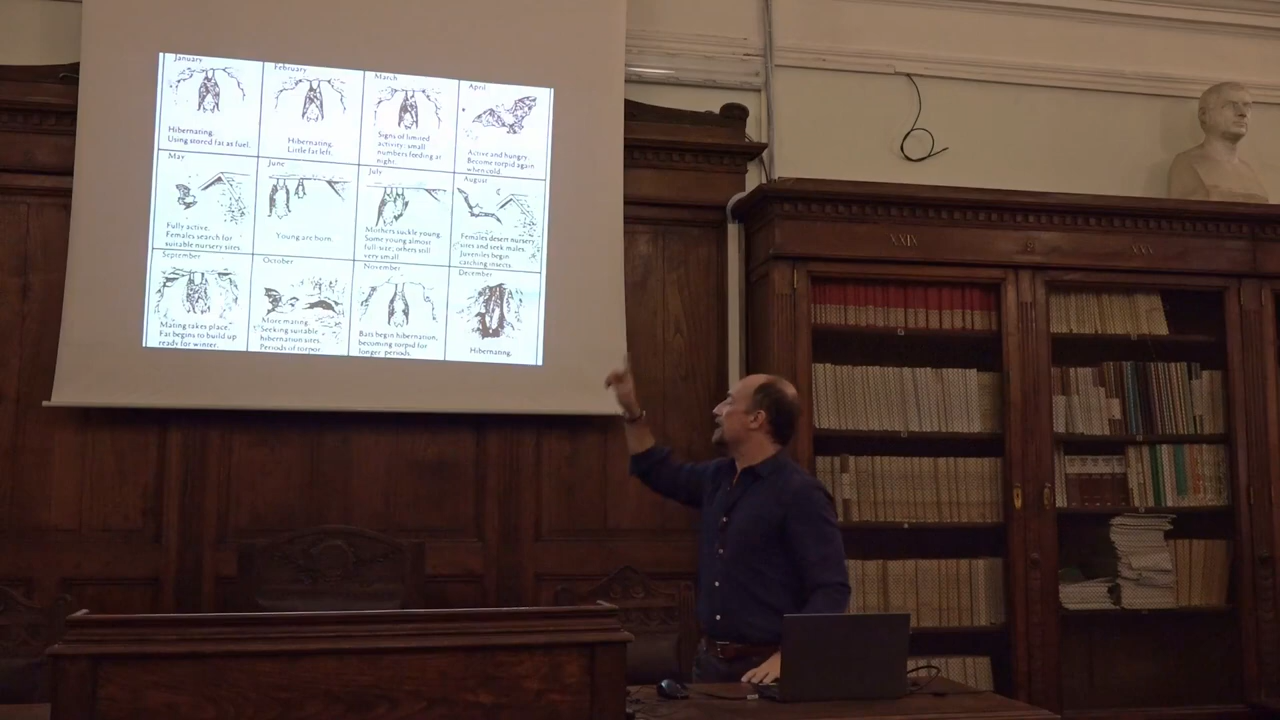 January
Hibernating.
Using stored fat as fuel.
February
Hibernating.
Little fat left.
March
Signs of limited
activity: small
numbers feeding at
night.
April
Active and hungry.
Become torpid again
when cold.
May
Fully active.
Females search for
suitable nursery sites.
June
Young are born.
July
Mothers suckle young.
Some young almost
full-size; others still
very small
August
Females desert nursery
sites and seek males.
Juveniles begin
catching insects.
September
Mating takes place.
Fat begins to build up
ready for winter.
October
More mating.
Seeking suitable
hibernation sites.
Periods of torpor.
November
Bats begin hibernation,
becoming torpid for
longer periods.
December
Hibernating.
XXIX